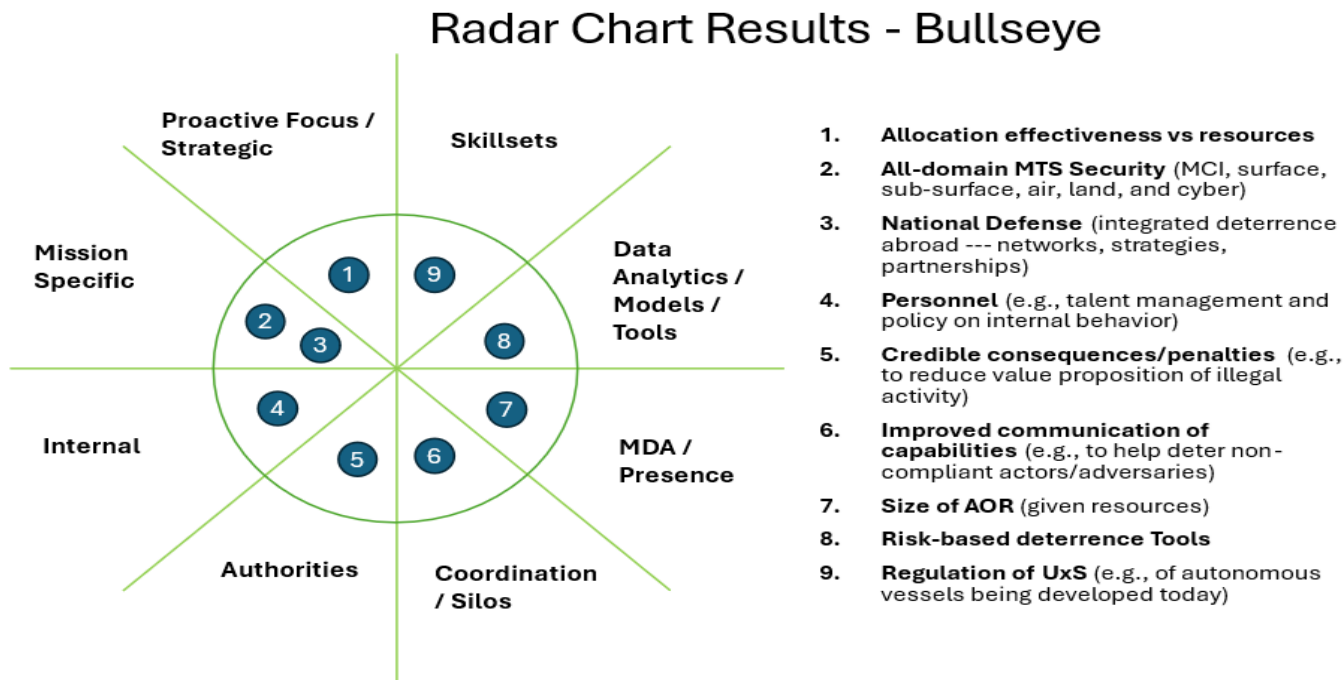 Radar Chart Results - Bullseye
Proactive Focus /
Strategic
Skillsets
Mission
Specific
Data
Analytics /
Models /
Tools
Internal
MDA /
Presence
Authorities
Coordination
/ Silos
1
9
2
3
8
4
7
5
6
1. Allocation effectiveness vs resources
2. All-domain MTS Security (MCI, surface,
sub-surface, air, land, and cyber)
3. National Defense (integrated deterrence
abroad --- networks, strategies,
partnerships)
4. Personnel (e.g., talent management and
policy on internal behavior)
5. Credible consequences/penalties (e.g.,
to reduce value proposition of illegal
activity)
6. Improved communication of
capabilities (e.g., to help deter non-
compliant actors/adversaries)
7. Size of AOR (given resources)
8. Risk-based deterrence Tools
9. Regulation of UxS (e.g., of autonomous
vessels being developed today)